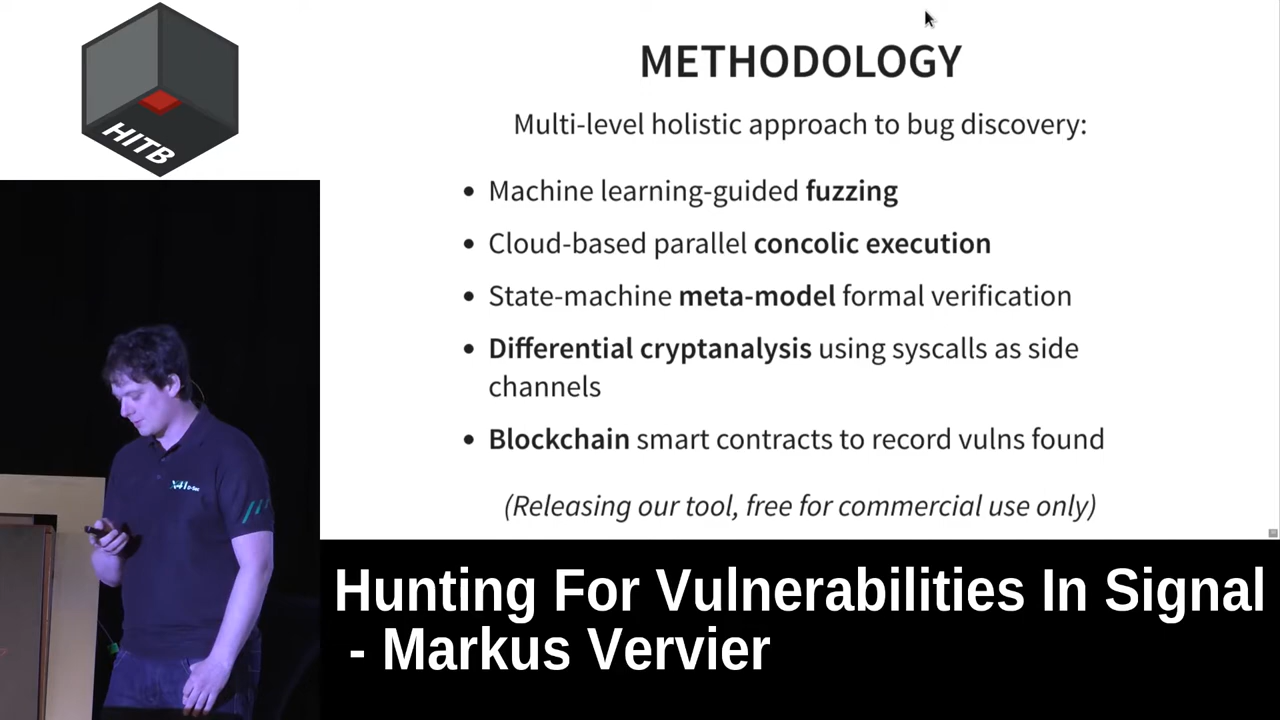 HITB
METHODOLOGY
Multi-level holistic approach to bug discovery:
• Machine learning-guided fuzzing
• Cloud-based parallel concolic execution
• State-machine meta-model formal verification
• Differential cryptanalysis using syscalls as side
channels
• Blockchain smart contracts to record vulns found
(Releasing our tool, free for commercial use only)
X41
Hunting For Vulnerabilities In Signal
- Markus Vervier